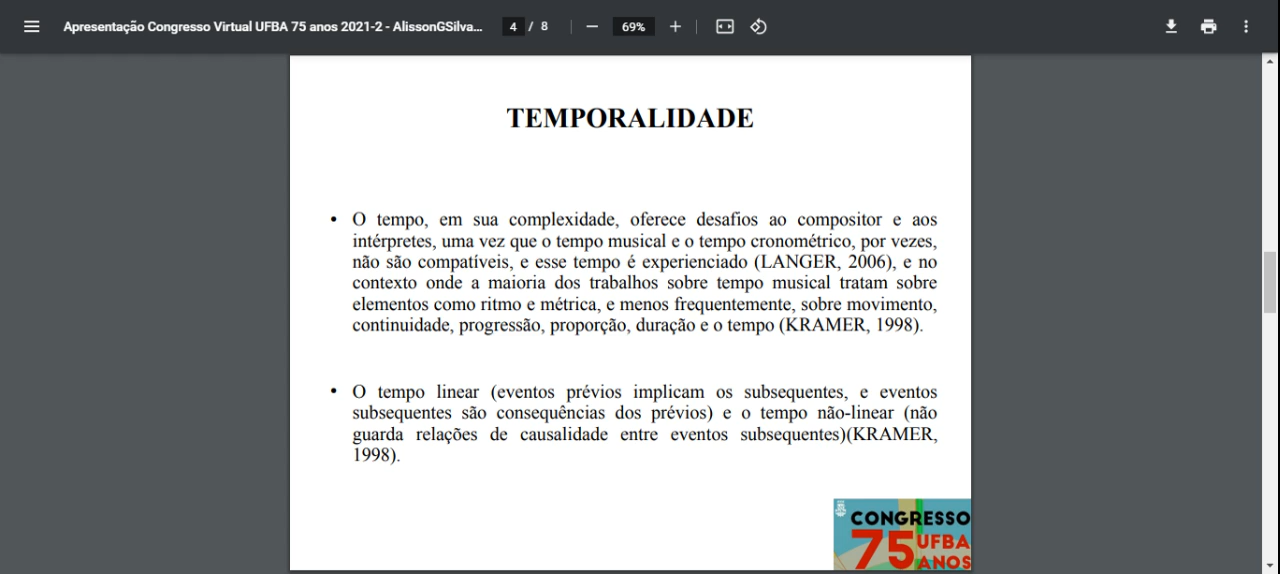 Apresentação Congresso Virtual UFBA 75 anos 2021-2 - AlissonGSilva...
4 / 8
69%
TEMPORALIDADE
• O tempo, em sua complexidade, oferece desafios ao compositor e aos
intérpretes, uma vez que o tempo musical e o tempo cronométrico, por vezes,
não são compatíveis, e esse tempo é experienciado (LANGER, 2006), e no
contexto onde a maioria dos trabalhos sobre tempo musical tratam sobre
elementos como ritmo e métrica, e menos frequentemente, sobre movimento,
continuidade, progressão, proporção, duração e o tempo (KRAMER, 1998).
• O tempo linear (eventos prévios implicam os subsequentes, e eventos
subsequentes são consequências dos prévios) e o tempo não-linear (não
guarda relações de causalidade entre eventos subsequentes)(KRAMER,
1998).
CONGRESSO
75 UFBA
ANOS